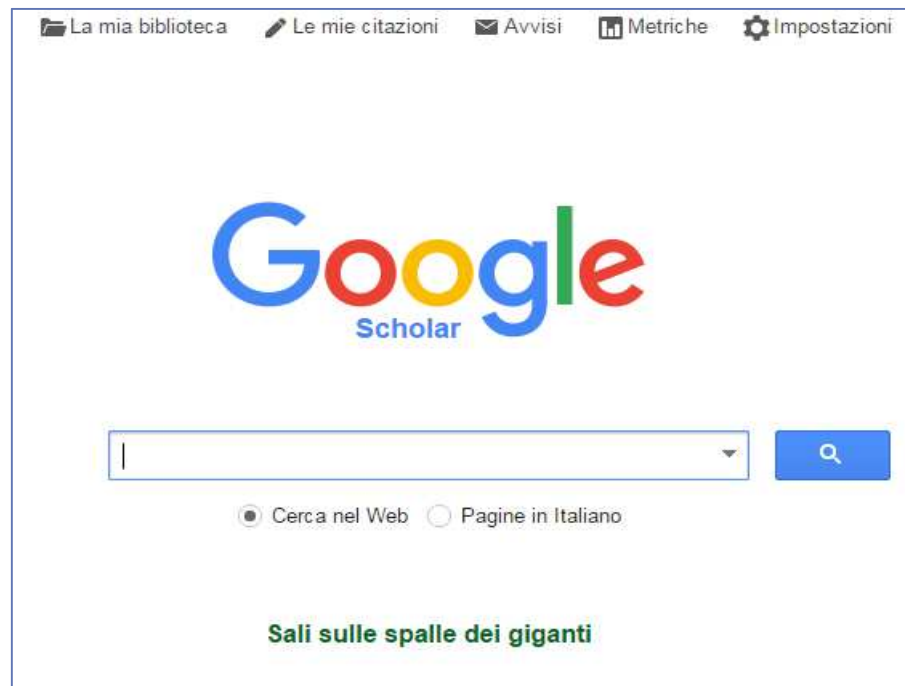 La mia biblioteca Le mie citazioni Avvisi Metriche Impostazioni
Google
Scholar
Cerca nel Web Pagine in Italiano
Sali sulle spalle dei giganti